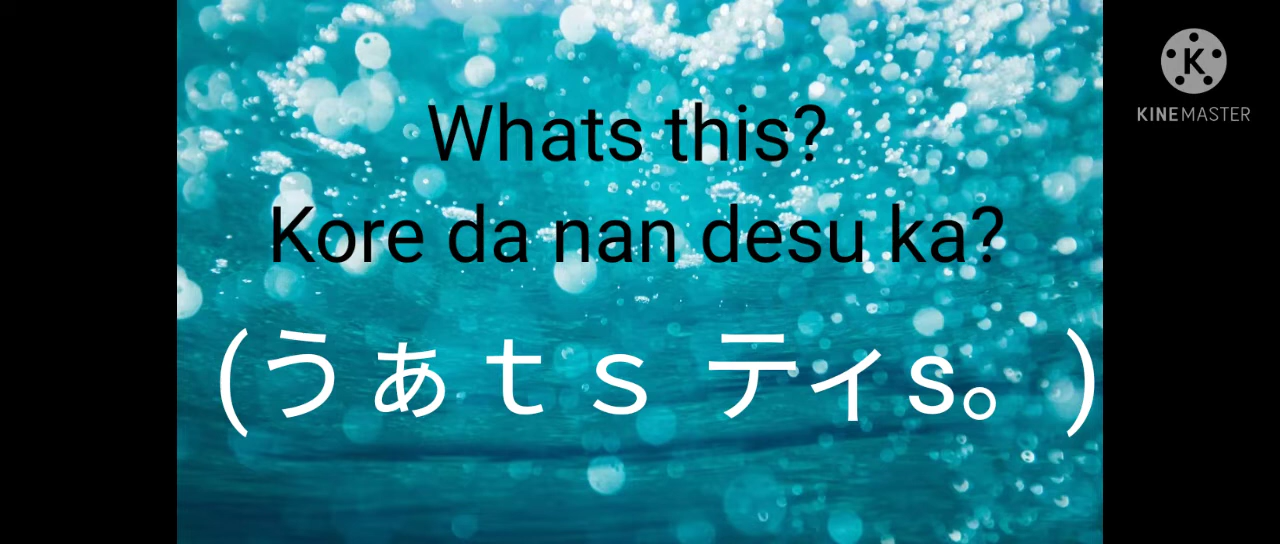 Whats this?
Kore da nan desu ka?
(うぁｔｓ ティs。)
KINEMASTER